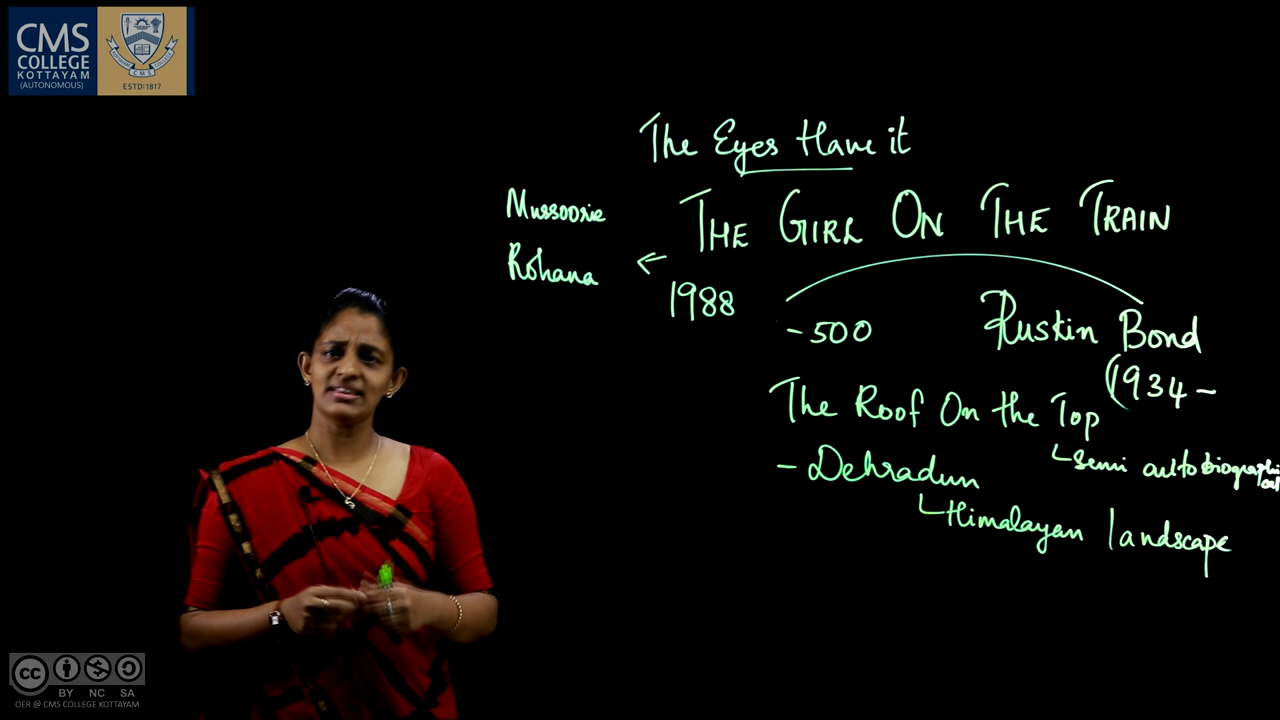 CMS
COLLEGE
KOTTAYAM
(AUTONOMOUS)
CMS
ESTD:1817
The Eyes Have it
Mussoorie
THE GIRL ON THE TRAIN
Rohana
1988
- 500
Ruskin Bond
(1934 -
The Roof On the Top
Semi autobiographical
- Dehradun
Himalayan landscape
cc
BY NC SA
OER @ CMS COLLEGE KOTTAYAM